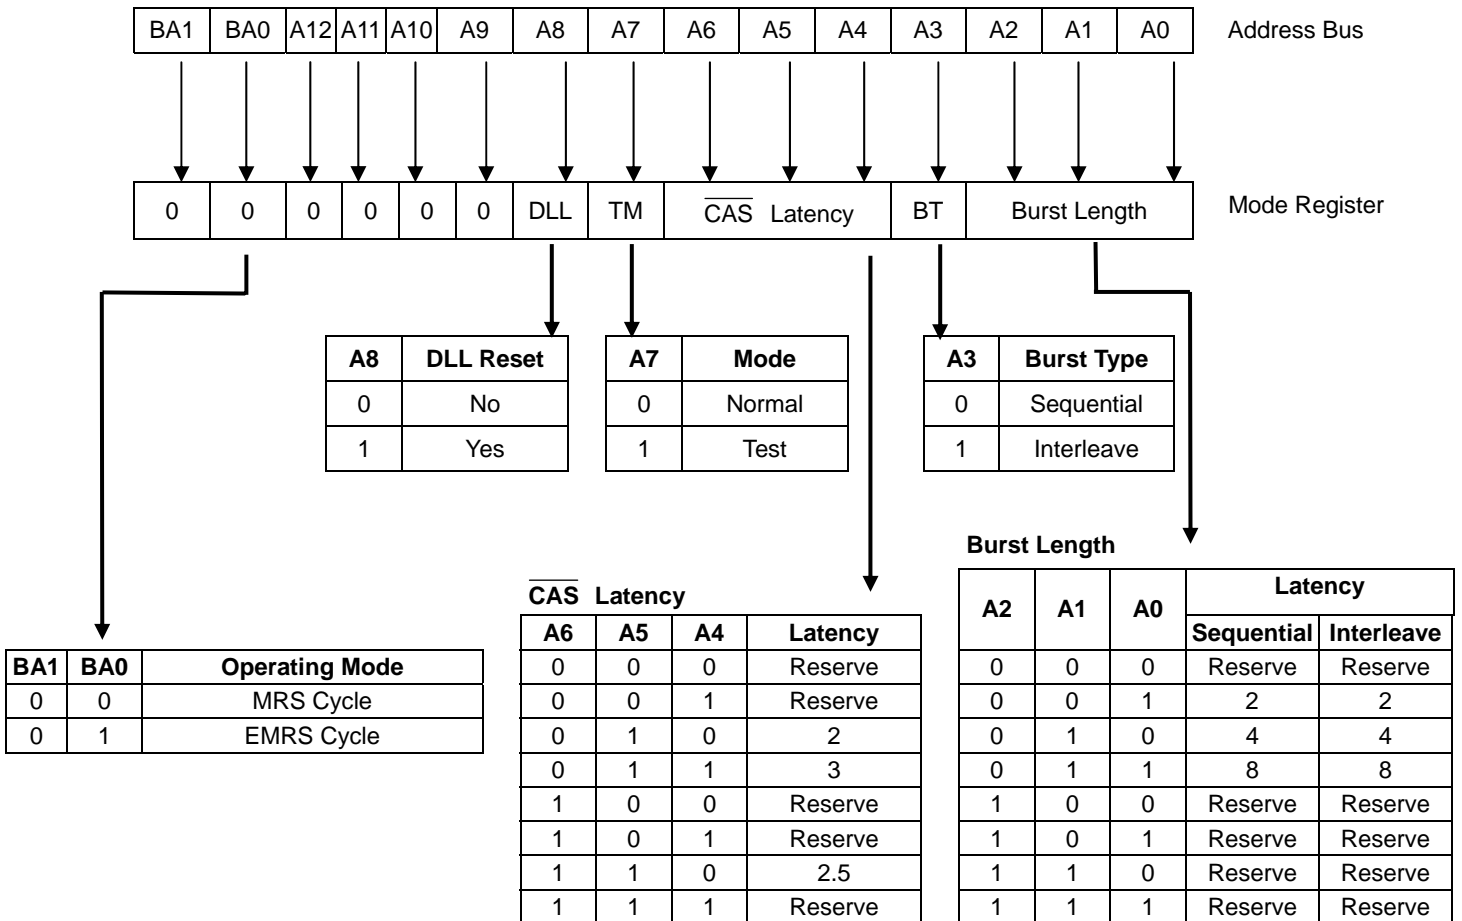 BA1 BA0 A12 A11 A10 A9 A8 A7 A6 A5 A4 A3 A2 A1 A0 Address Bus
0 0 0 0 0 0 DLL TM CAS Latency BT Burst Length Mode Register
A8 DLL Reset
0 No
1 Yes
A7 Mode
0 Normal
1 Test
A3 Burst Type
0 Sequential
1 Interleave
BA1 BA0 Operating Mode
0 0 MRS Cycle
0 1 EMRS Cycle
CAS Latency
A6 A5 A4 Latency
0 0 0 Reserve
0 0 1 Reserve
0 1 0 2
0 1 1 3
1 0 0 Reserve
1 0 1 Reserve
1 1 0 2.5
1 1 1 Reserve
Burst Length
A2 A1 A0 Latency
Sequential Interleave
0 0 0 Reserve Reserve
0 0 1 2 2
0 1 0 4 4
0 1 1 8 8
1 0 0 Reserve Reserve
1 0 1 Reserve Reserve
1 1 0 Reserve Reserve
1 1 1 Reserve Reserve